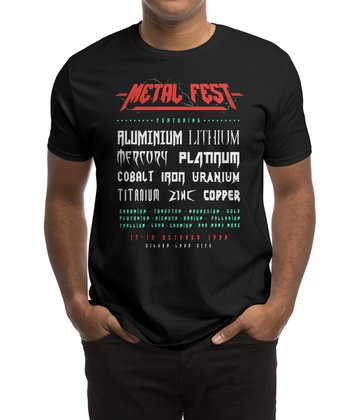 METAL FEST
FEATURING
ALUMINIUM LITHIUM
MERCURY PLATINUM
COBALT IRON URANIUM
TITANIUM ZINC COPPER
CHROMIUM · TUNGSTEN · MAGNESIUM · GOLD
PLUTONIUM · BISMUTH · BARIUM · PALLADIUM
THALLIUM · LEAD · CADMIUM · AND MANY MORE
SILVER LAKE CITY